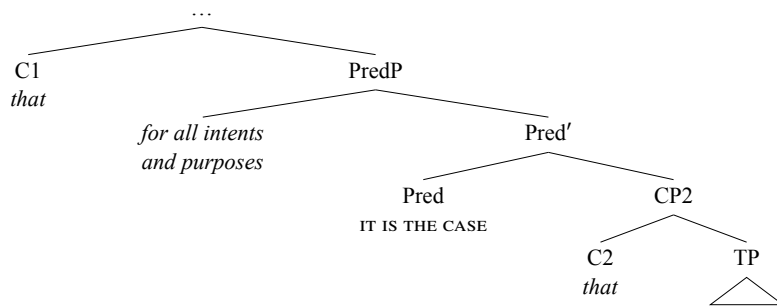 ...
C1 PredP
that
for all intents Pred′
and purposes
Pred CP2
IT IS THE CASE
C2 TP
that